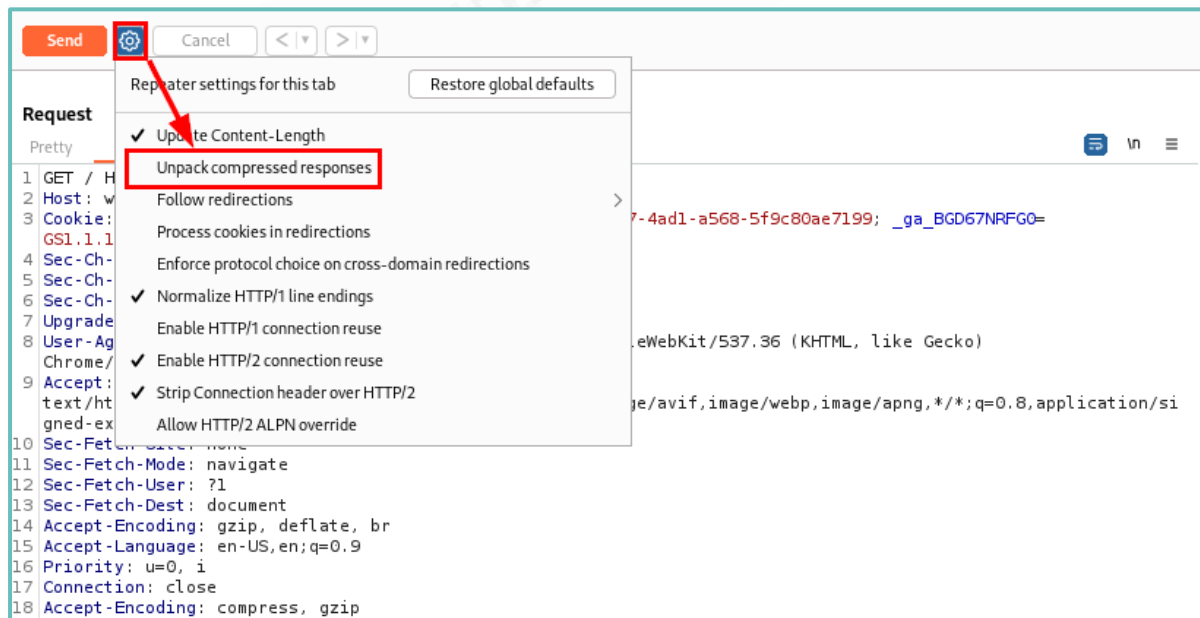 Send Cancel < | ▼ > | ▼
Repeater settings for this tab Restore global defaults
Request
Pretty \n
✓ Update Content-Length
Unpack compressed responses
Follow redirections >
Process cookies in redirections
Enforce protocol choice on cross-domain redirections
✓ Normalize HTTP/1 line endings
Enable HTTP/1 connection reuse
✓ Enable HTTP/2 connection reuse
✓ Strip Connection header over HTTP/2
Allow HTTP/2 ALPN override
1 GET / H
2 Host: w
3 Cookie: 7-4ad1-a568-5f9c80ae7199; _ga_BGD67NRFG0=
GS1.1.1
4 Sec-Ch-
5 Sec-Ch-
6 Sec-Ch-
7 Upgrade
8 User-Ag eWebKit/537.36 (KHTML, like Gecko)
Chrome/
9 Accept:
text/ht ge/avif,image/webp,image/apng,*/*;q=0.8,application/si
gned-ex
10 Sec-Fetch-Site: none
11 Sec-Fetch-Mode: navigate
12 Sec-Fetch-User: ?1
13 Sec-Fetch-Dest: document
14 Accept-Encoding: gzip, deflate, br
15 Accept-Language: en-US,en;q=0.9
16 Priority: u=0, i
17 Connection: close
18 Accept-Encoding: compress, gzip